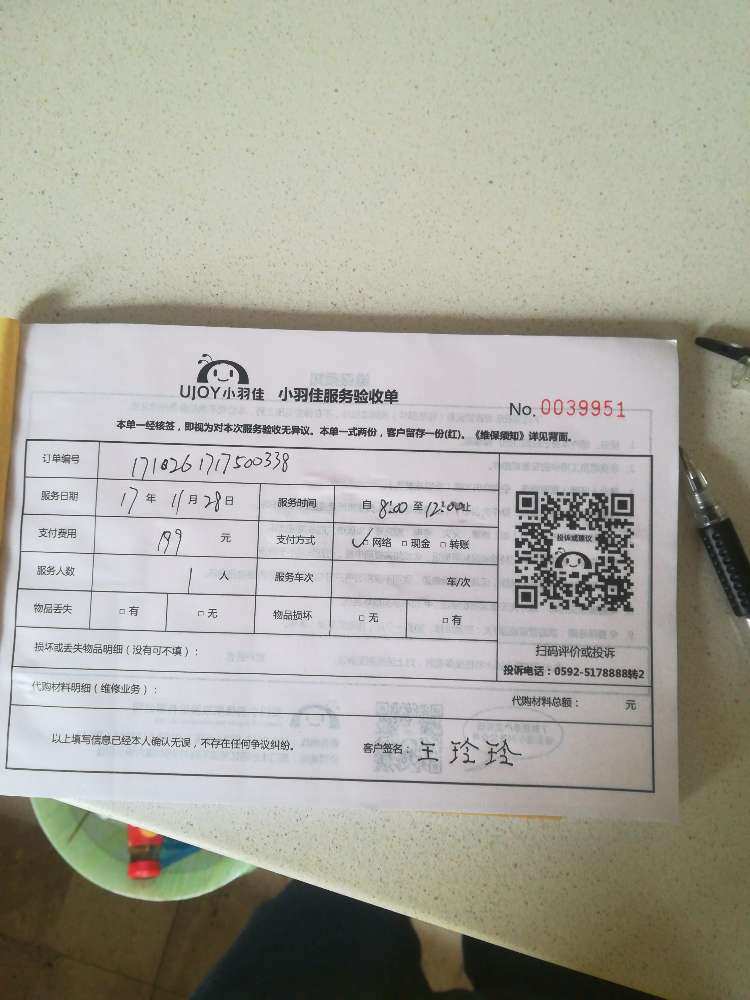 UJOY小羽佳 小羽佳服务验收单
No. 0039951
本单一经核签，即视为对本次服务验收无异议。本单一式两份，客户留存一份(红)。《维保须知》详见背面。
订单编号 171026171750​0338
服务日期 17 年 11 月 28 日 服务时间 自 8:00 至 12:00 止
支付费用 199 元 支付方式 ✓□ 网络 □ 现金 □ 转账
服务人数 1 人 服务车次 车/次
物品丢失 □ 有 □ 无 物品损坏 □ 无 □ 有
投诉或建议
扫码评价或投诉
投诉电话：0592-5178888转2
损坏或丢失物品明细（没有可不填）：
代购材料明细（维修业务）： 代购材料总额： 元
以上填写信息已经本人确认无误，不存在任何争议纠纷。 客户签名：王玲玲